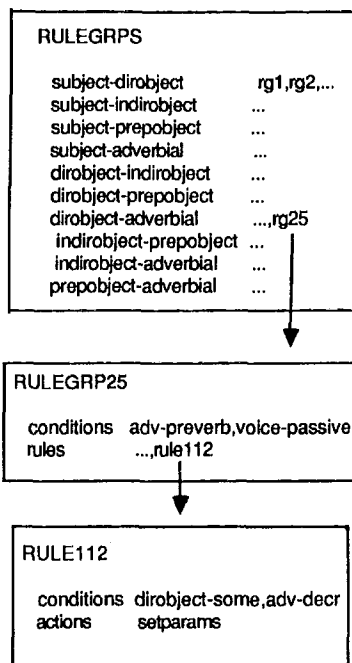 RULEGRPS
subject-dirobject rg1,rg2,...
subject-indirobject ...
subject-prepobject ...
subject-adverbial ...
dirobject-indirobject ...
dirobject-prepobject ...
dirobject-adverbial ...,rg25
indirobject-prepobject ...
indirobject-adverbial ...
prepobject-adverbial ...
RULEGRP25
conditions adv-preverb,voice-passive
rules ...,rule112
RULE112
conditions dirobject-some,adv-decr
actions setparams